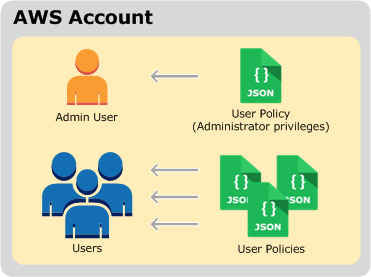 AWS Account
{ }
JSON
Admin User
User Policy
(Administrator privileges)
{ }
JSON
{ }
JSON
{ }
JSON
Users
User Policies